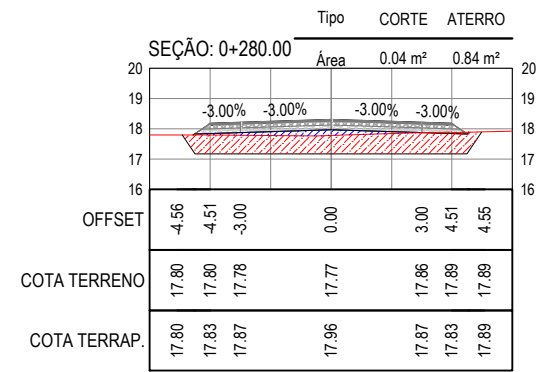 Tipo CORTE ATERRO
SEÇÃO: 0+280.00
Área 0.04 m² 0.84 m²
20 20
19 19
-3.00% -3.00% -3.00% -3.00%
18 18
17 17
16 16
OFFSET -4.56 -4.51 -3.00 0.00 3.00 4.51 4.55
COTA TERRENO 17.80 17.80 17.78 17.77 17.86 17.89 17.89
COTA TERRAP. 17.80 17.83 17.87 17.96 17.87 17.83 17.89